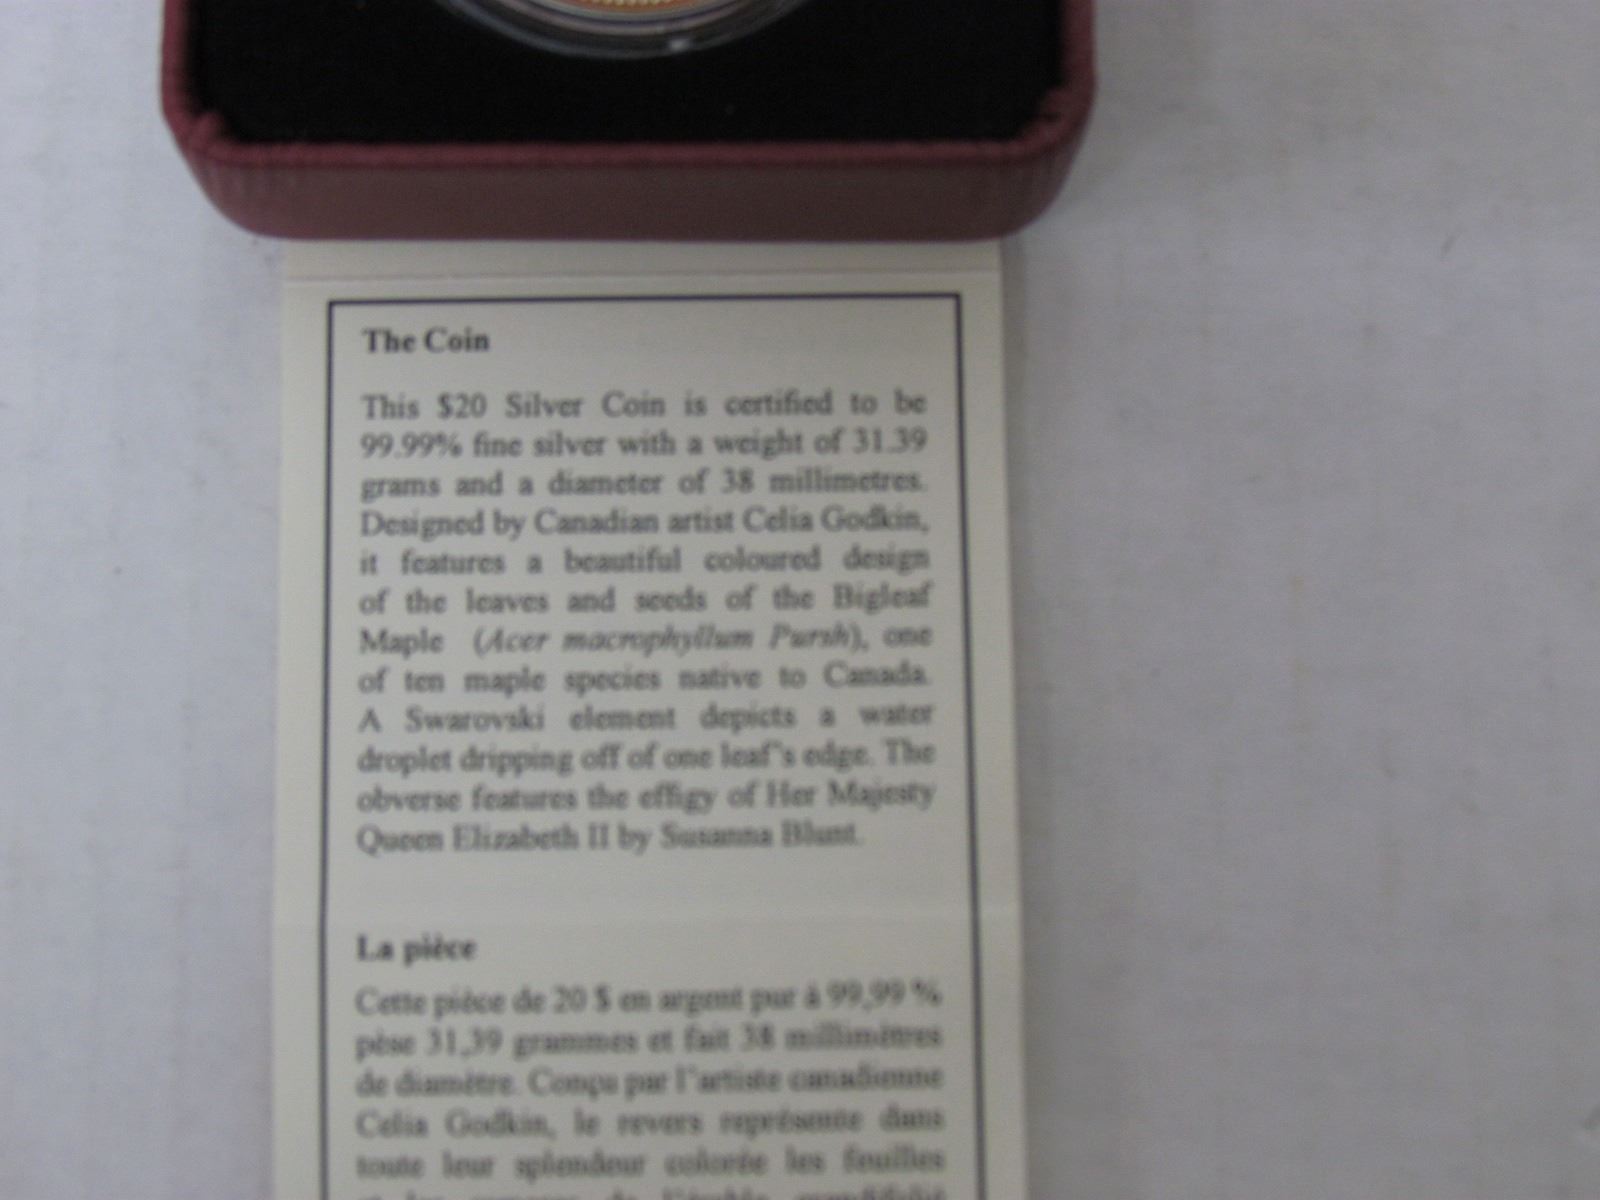 The Coin
This $20 Silver Coin is certified to be
99.99% fine silver with a weight of 31.39
grams and a diameter of 38 millimetres.
Designed by Canadian artist Celia Godkin,
it features a beautiful coloured design
of the leaves and seeds of the Bigleaf
Maple (Acer macrophyllum Pursh), one
of ten maple species native to Canada.
A Swarovski element depicts a water
droplet dripping off of one leaf's edge. The
obverse features the effigy of Her Majesty
Queen Elizabeth II by Susanna Blunt.
La pièce
Cette pièce de 20 $ en argent pur à 99,99 %
pèse 31,39 grammes et fait 38 millimètres
de diamètre. Conçu par l'artiste canadienne
Celia Godkin, le revers représente dans
toute leur splendeur colorée les feuilles